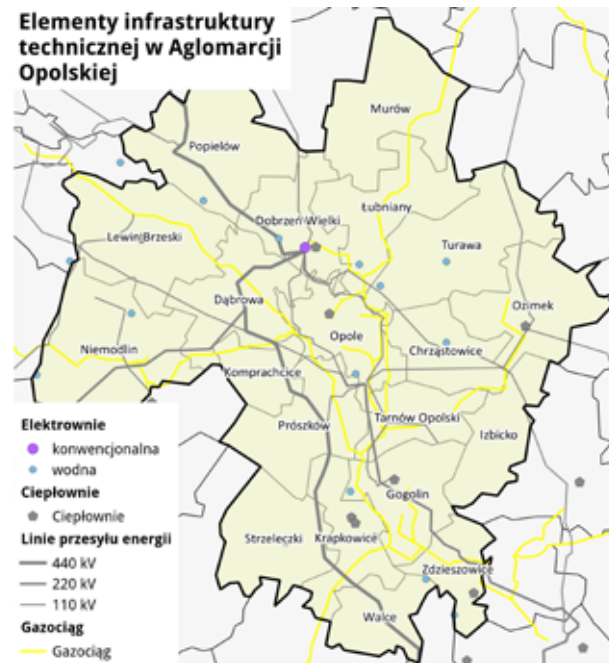 Elementy infrastruktury
technicznej w Aglomarcji
Opolskiej
Murów
Popielów
Łubniany
Dobrzeń Wielki
Lewin Brzeski
Turawa
Dąbrowa
Ozimek
Opole
Niemodlin
Chrząstowice
Komprachcice
Tarnów Opolski
Prószków
Izbicko
Gogolin
Strzeleczki
Krapkowice
Zdzieszowice
Walce
Elektrownie
konwencjonalna
wodna
Ciepłownie
Ciepłownie
Linie przesyłu energii
440 kV
220 kV
110 kV
Gazociąg
Gazociąg